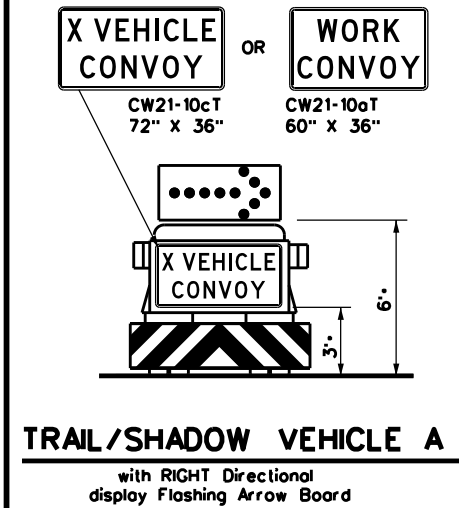 X VEHICLE
CONVOY
OR
WORK
CONVOY
CW21-10cT
72" X 36"
CW21-10aT
60" X 36"
X VEHICLE
CONVOY
6'±
3'±
TRAIL/SHADOW VEHICLE A
with RIGHT Directional
display Flashing Arrow Board